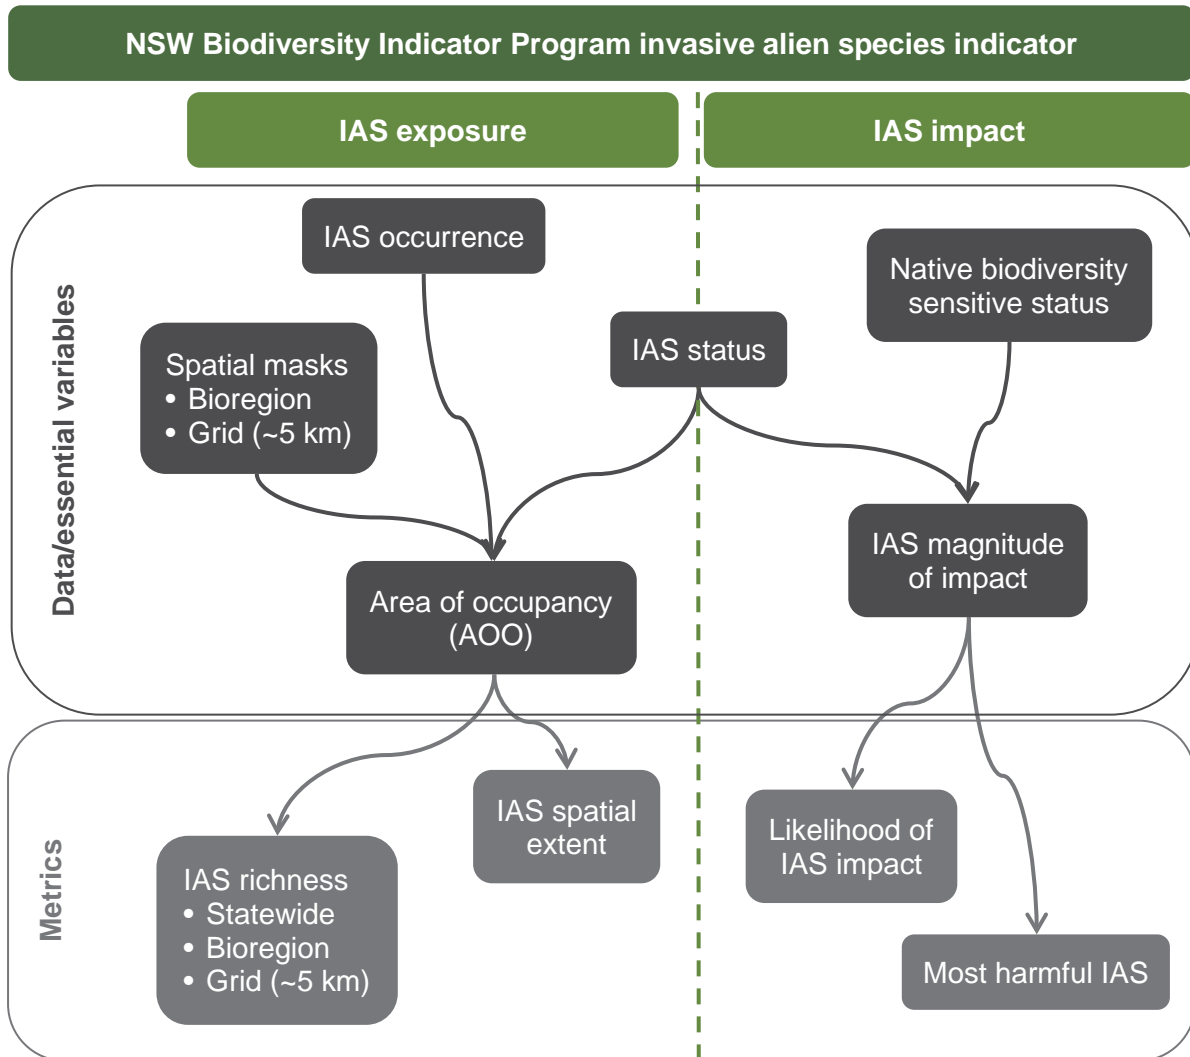 NSW Biodiversity Indicator Program invasive alien species indicator
IAS exposure
IAS impact
Data/essential variables
IAS occurrence
Native biodiversity
sensitive status
IAS status
Spatial masks
• Bioregion
• Grid (~5 km)
IAS magnitude
of impact
Area of occupancy
(AOO)
Metrics
IAS spatial
extent
Likelihood of
IAS impact
IAS richness
• Statewide
• Bioregion
• Grid (~5 km)
Most harmful IAS